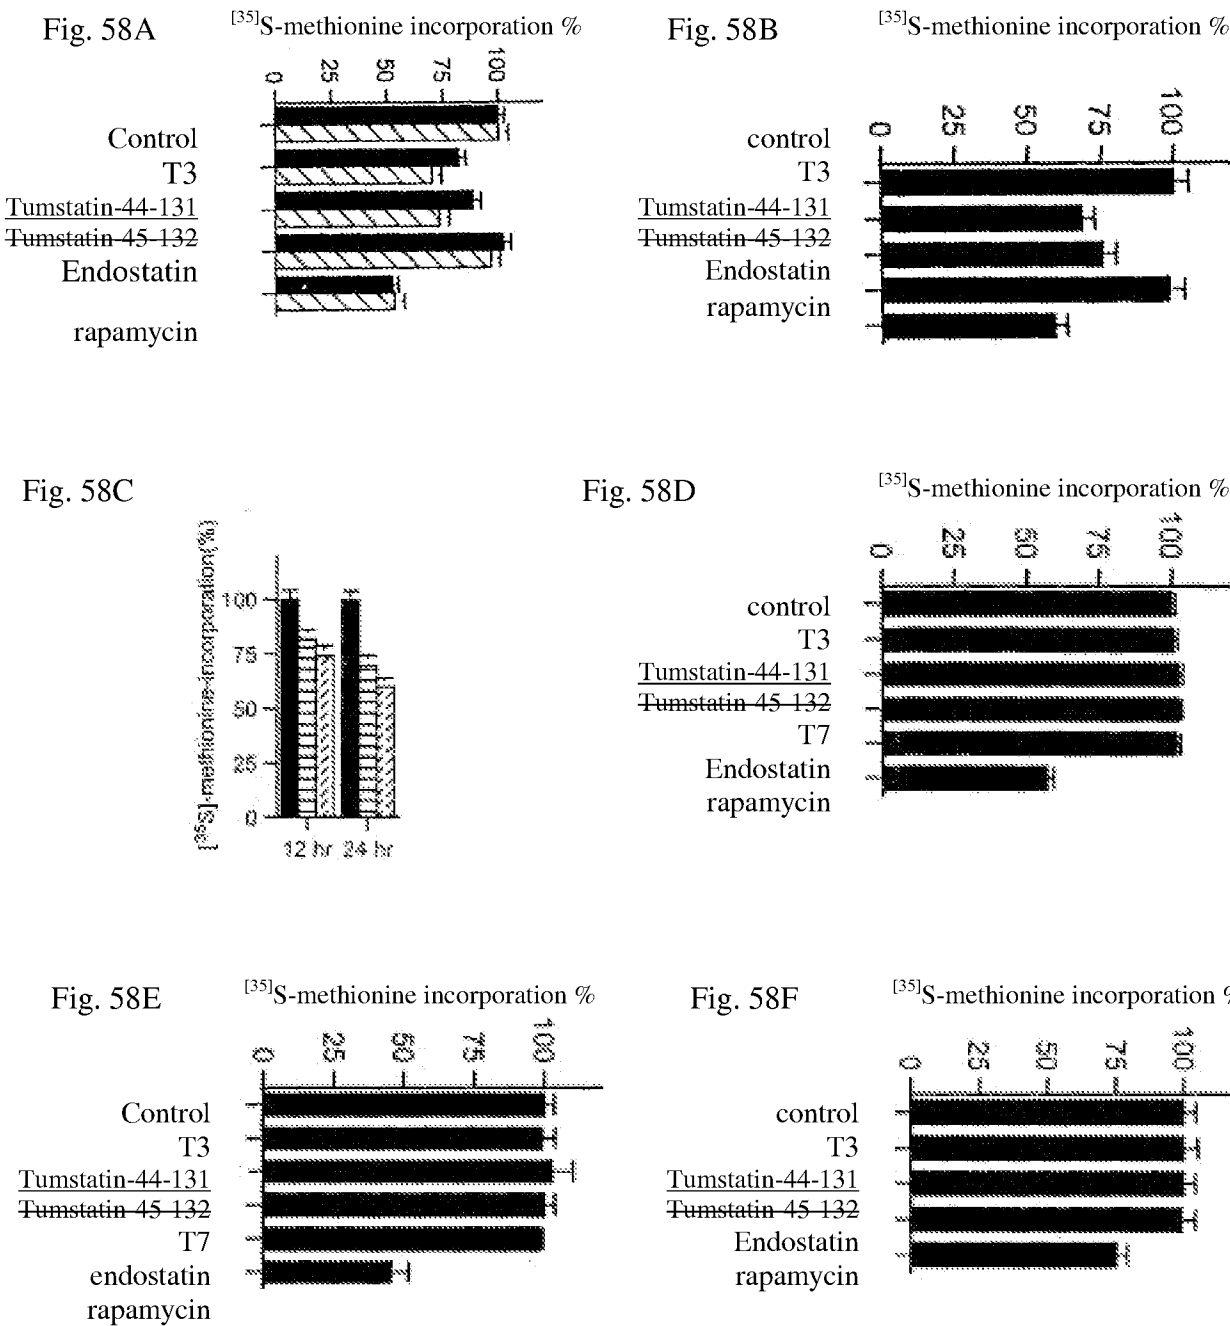 Fig. 58A
[35]S-methionine incorporation %
0 25 50 75 100
Control
T3
Tumstatin-44-131
Tumstatin-45-132
Endostatin
rapamycin
Fig. 58B
[35]S-methionine incorporation %
0 25 50 75 100
control
T3
Tumstatin-44-131
Tumstatin-45-132
Endostatin
rapamycin
Fig. 58C
[35S]-methionine-incorporation(%)
100
75
50
25
0
12 hr 24 hr
Fig. 58D
[35]S-methionine incorporation %
0 25 50 75 100
control
T3
Tumstatin-44-131
Tumstatin-45-132
T7
Endostatin
rapamycin
Fig. 58E
[35]S-methionine incorporation %
0 25 50 75 100
Control
T3
Tumstatin-44-131
Tumstatin-45-132
T7
endostatin
rapamycin
Fig. 58F
[35]S-methionine incorporation %
0 25 50 75 100
control
T3
Tumstatin-44-131
Tumstatin-45-132
Endostatin
rapamycin